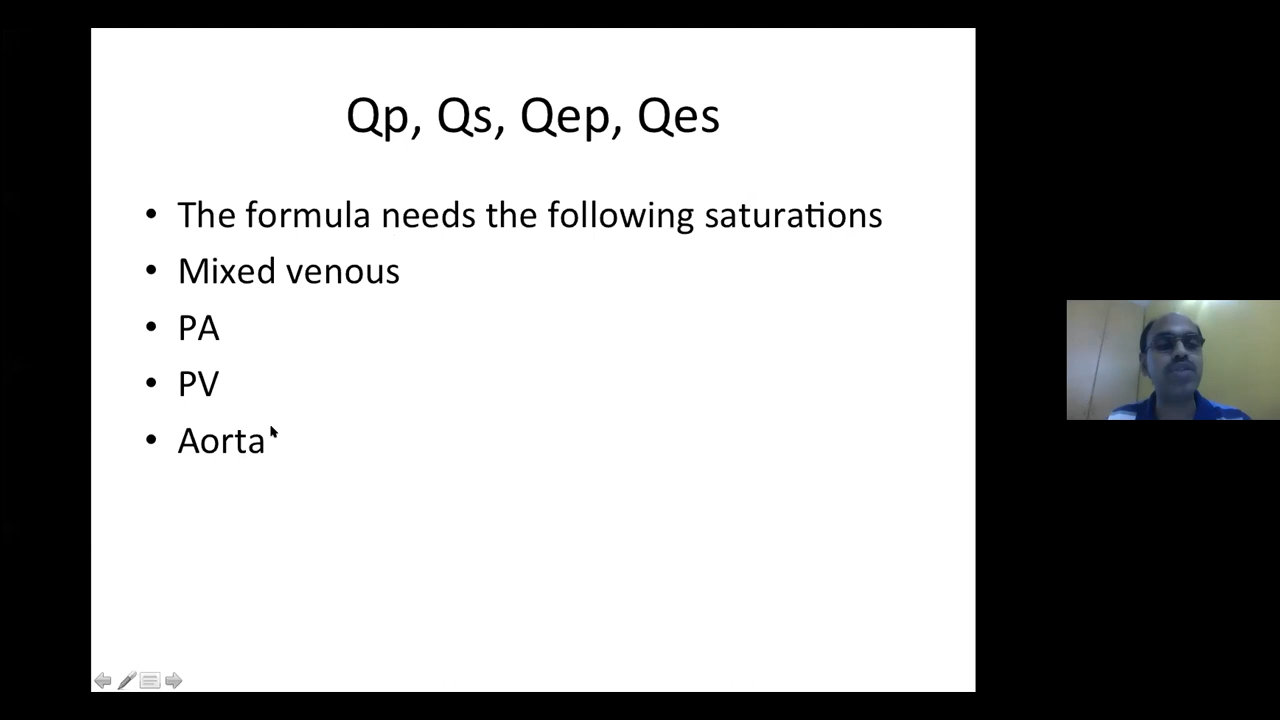 Qp, Qs, Qep, Qes
• The formula needs the following saturations
• Mixed venous
• PA
• PV
• Aorta